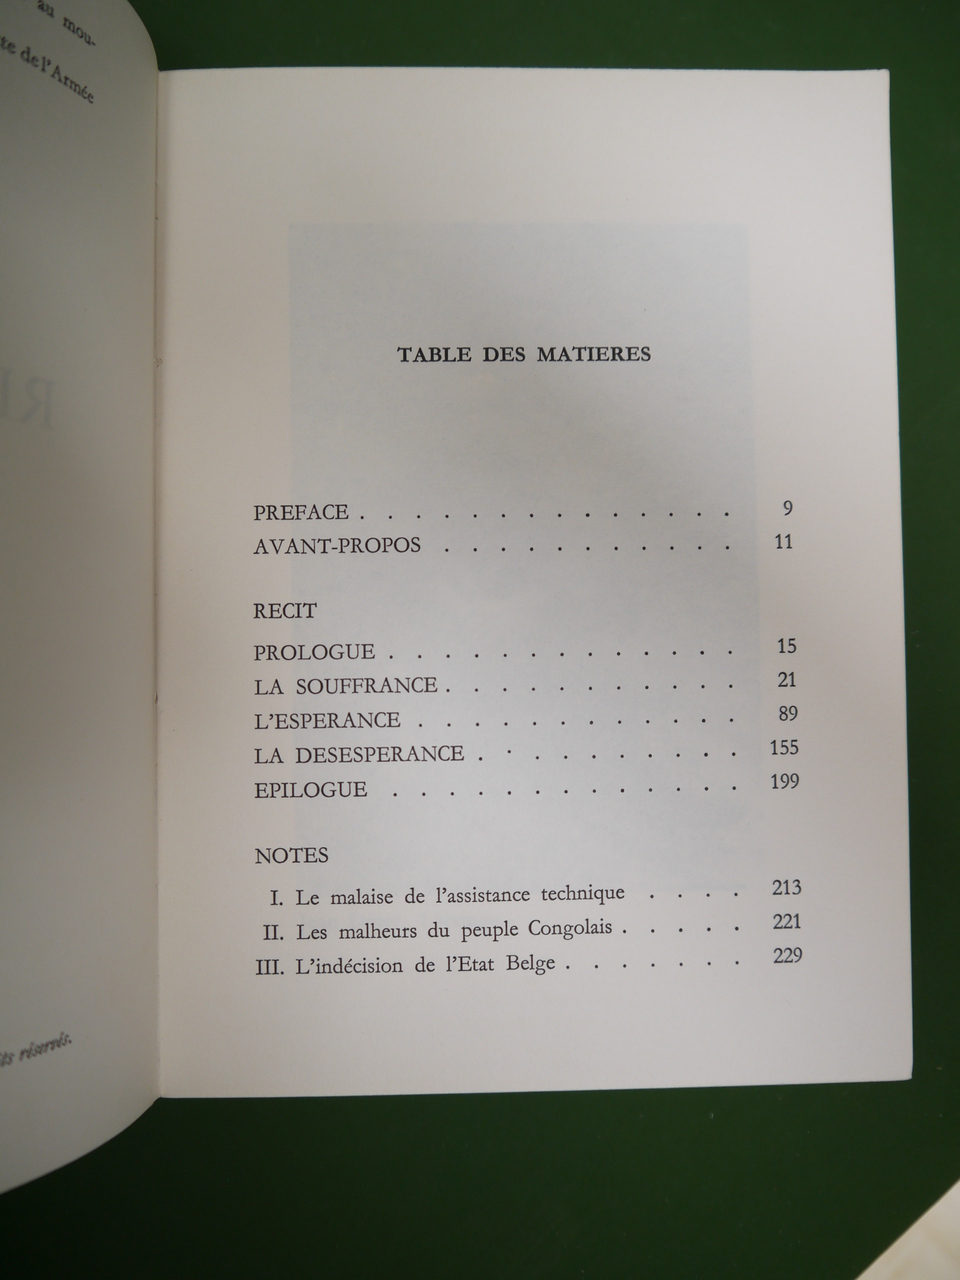 au mou-
te de l'Armée
ts réservés.
TABLE DES MATIERES
PREFACE . . . . . . . . . . . . . . 9
AVANT-PROPOS . . . . . . . . . . . 11
RECIT
PROLOGUE . . . . . . . . . . . . . 15
LA SOUFFRANCE . . . . . . . . . . . 21
L'ESPERANCE . . . . . . . . . . . . 89
LA DESESPERANCE . . . . . . . . . . 155
EPILOGUE . . . . . . . . . . . . . 199
NOTES
I. Le malaise de l'assistance technique . . . . 213
II. Les malheurs du peuple Congolais . . . . . 221
III. L'indécision de l'Etat Belge . . . . . . . 229